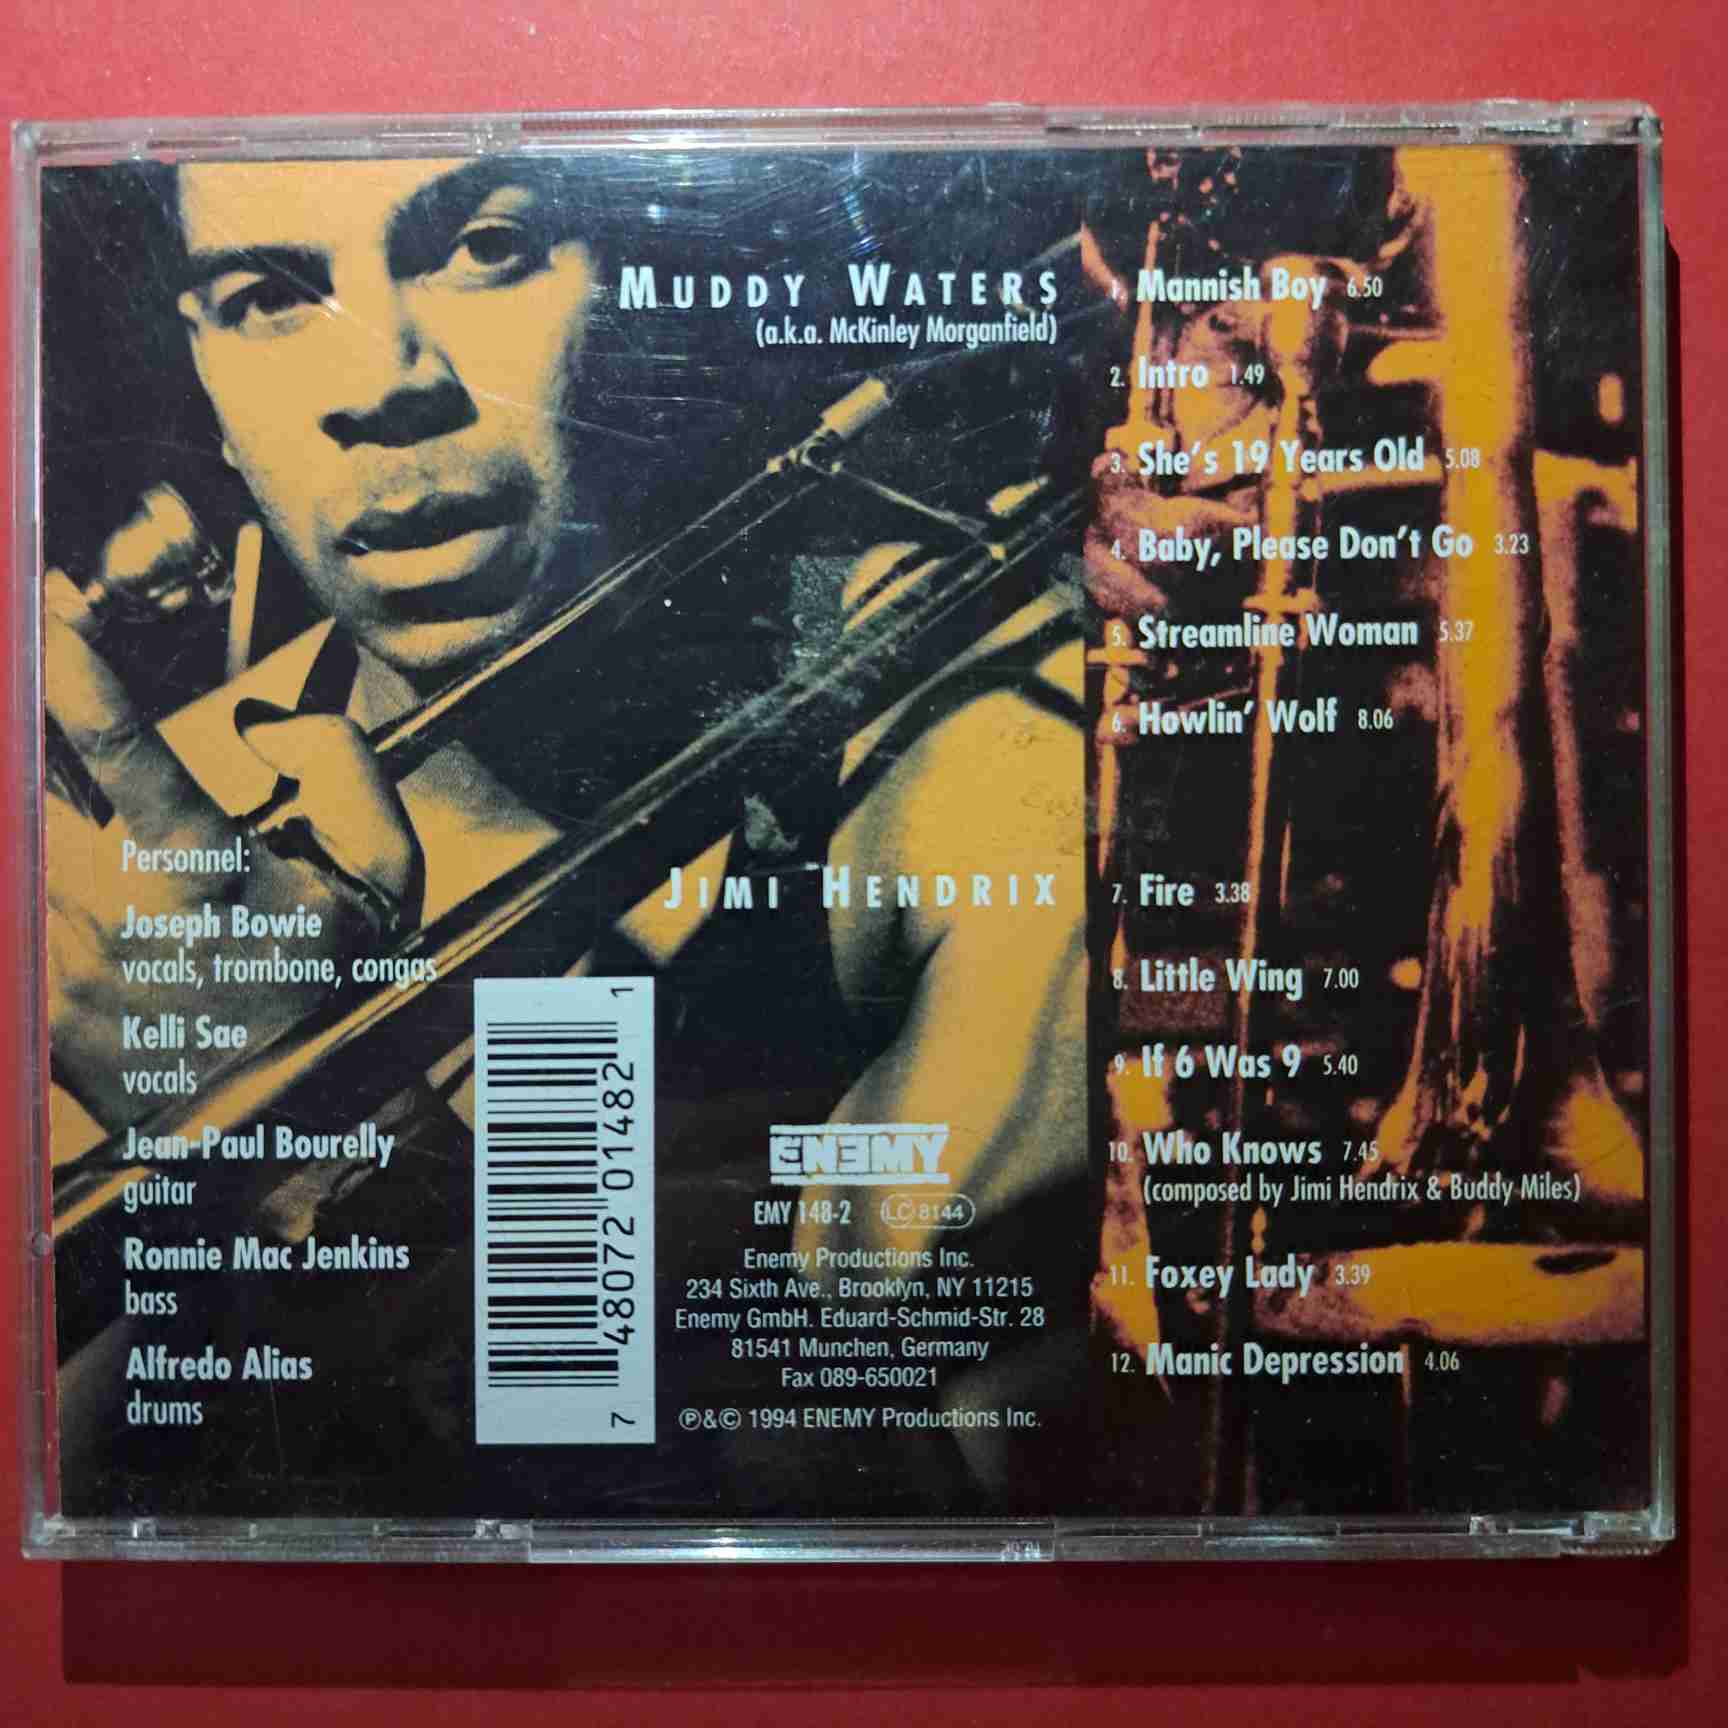 MUDDY WATERS
(a.k.a. McKinley Morganfield)
1. Mannish Boy 6.50
2. Intro 1.49
3. She's 19 Years Old 5.08
4. Baby, Please Don't Go 3.23
5. Streamline Woman 5.37
6. Howlin' Wolf 8.06
JIMI HENDRIX
7. Fire 3.38
8. Little Wing 7.00
9. If 6 Was 9 5.40
10. Who Knows 7.45
(composed by Jimi Hendrix & Buddy Miles)
11. Foxey Lady 3.39
12. Manic Depression 4.06
Personnel:
Joseph Bowie
vocals, trombone, congas
Kelli Sae
vocals
Jean-Paul Bourelly
guitar
Ronnie Mac Jenkins
bass
Alfredo Alias
drums
7 48072 01482 1
ENEMY
EMY 148-2 LC 8144
Enemy Productions Inc.
234 Sixth Ave., Brooklyn, NY 11215
Enemy GmbH. Eduard-Schmid-Str. 28
81541 Munchen, Germany
Fax 089-650021
℗&© 1994 ENEMY Productions Inc.